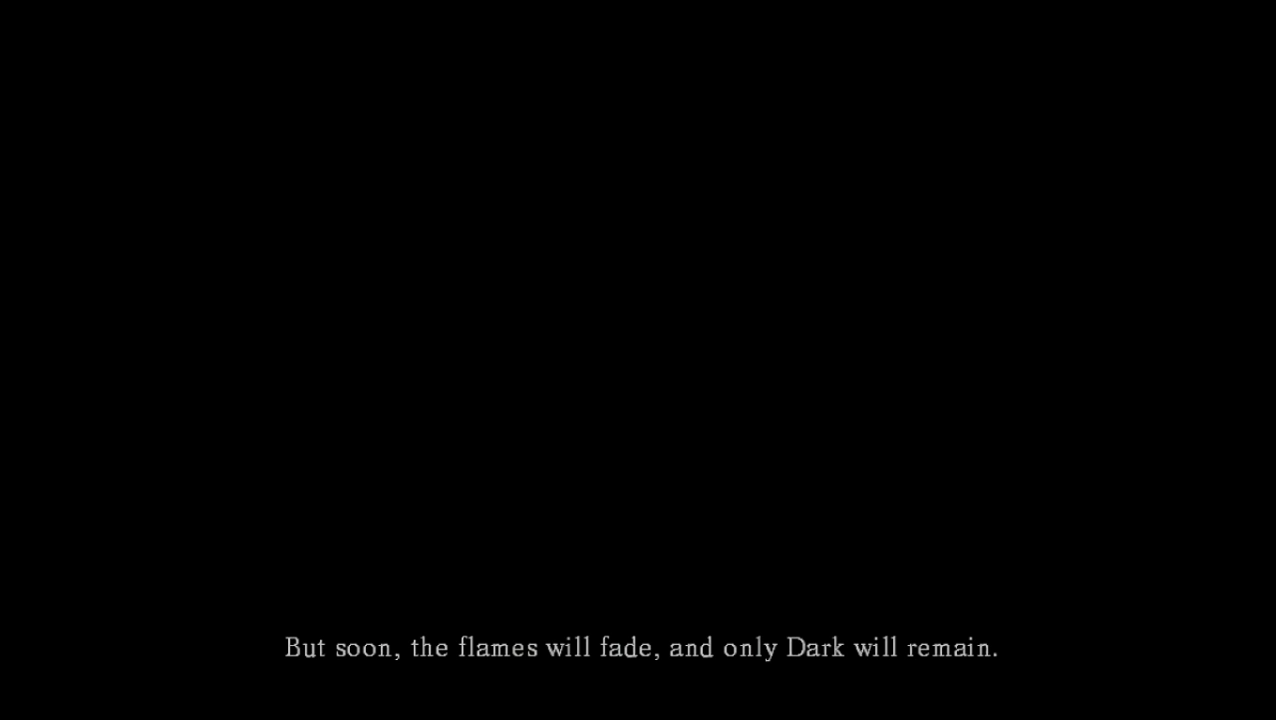 But soon, the flames will fade, and only Dark will remain.